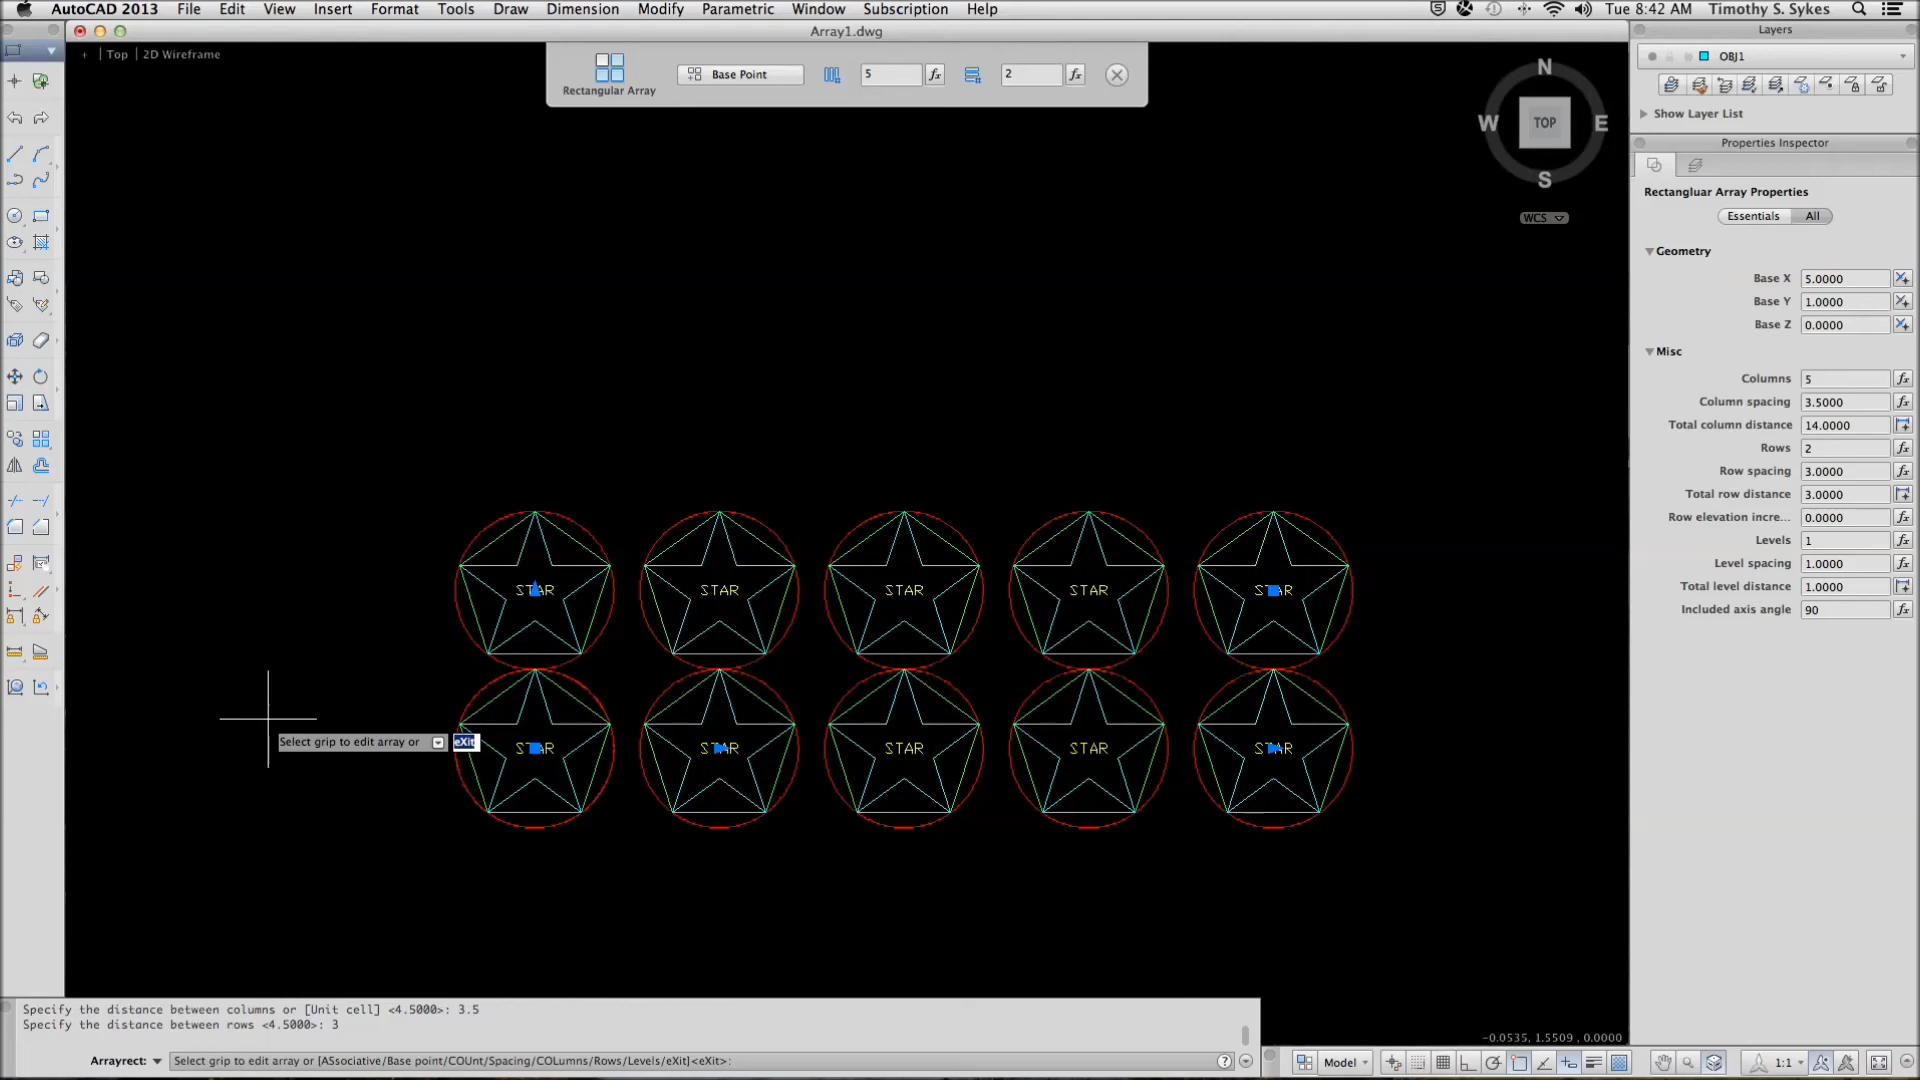 AutoCAD 2013 File Edit View Insert Format Tools Draw Dimension Modify Parametric Window Subscription Help Tue 8:42 AM Timothy S. Sykes
Array1.dwg
Layers
+ | Top | 2D Wireframe
OBJ1
Base Point 5 2
Rectangular Array
Show Layer List
N
W TOP E
S
WCS
Properties Inspector
Rectangluar Array Properties
Essentials All
Geometry
Base X 5.0000
Base Y 1.0000
Base Z 0.0000
Misc
Columns 5
Column spacing 3.5000
Total column distance 14.0000
Rows 2
Row spacing 3.0000
Total row distance 3.0000
Row elevation incre... 0.0000
Levels 1
Level spacing 1.0000
Total level distance 1.0000
Included axis angle 90
STAR STAR STAR STAR STAR
Select grip to edit array or eXit
STAR STAR STAR STAR STAR
Specify the distance between columns or [Unit cell] <4.5000>: 3.5
Specify the distance between rows <4.5000>: 3
-0.0535, 1.5509 , 0.0000
Arrayrect: Select grip to edit array or [ASsociative/Base point/COUnt/Spacing/COLumns/Rows/Levels/eXit]<eXit>:
Model 1:1